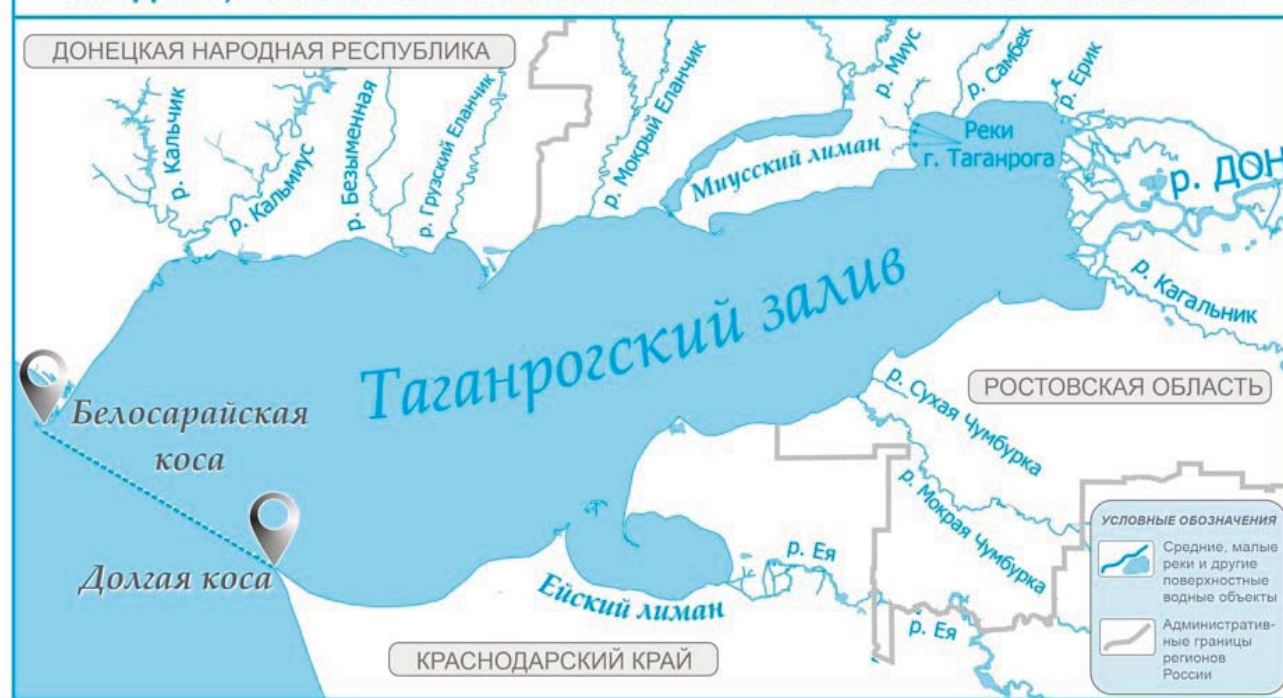 ДОНЕЦКАЯ НАРОДНАЯ РЕСПУБЛИКА
р. Кальчик
р. Кальмиус
р. Безыменная
р. Грузский Еланчик
р. Мокрый Еланчик
Миусский лиман
р. Миус
р. Самбек
р. Ерик
Реки
г. Таганрога
р. ДОН
р. Кагальник
Таганрогский залив
РОСТОВСКАЯ ОБЛАСТЬ
Белосарайская
коса
р. Сухая Чумбурка
р. Мокрая Чумбурка
Долгая коса
р. Ея
Ейский лиман
р. Ея
КРАСНОДАРСКИЙ КРАЙ
УСЛОВНЫЕ ОБОЗНАЧЕНИЯ
Средние, малые
реки и другие
поверхностные
водные объекты
Административ-
ные границы
регионов
России